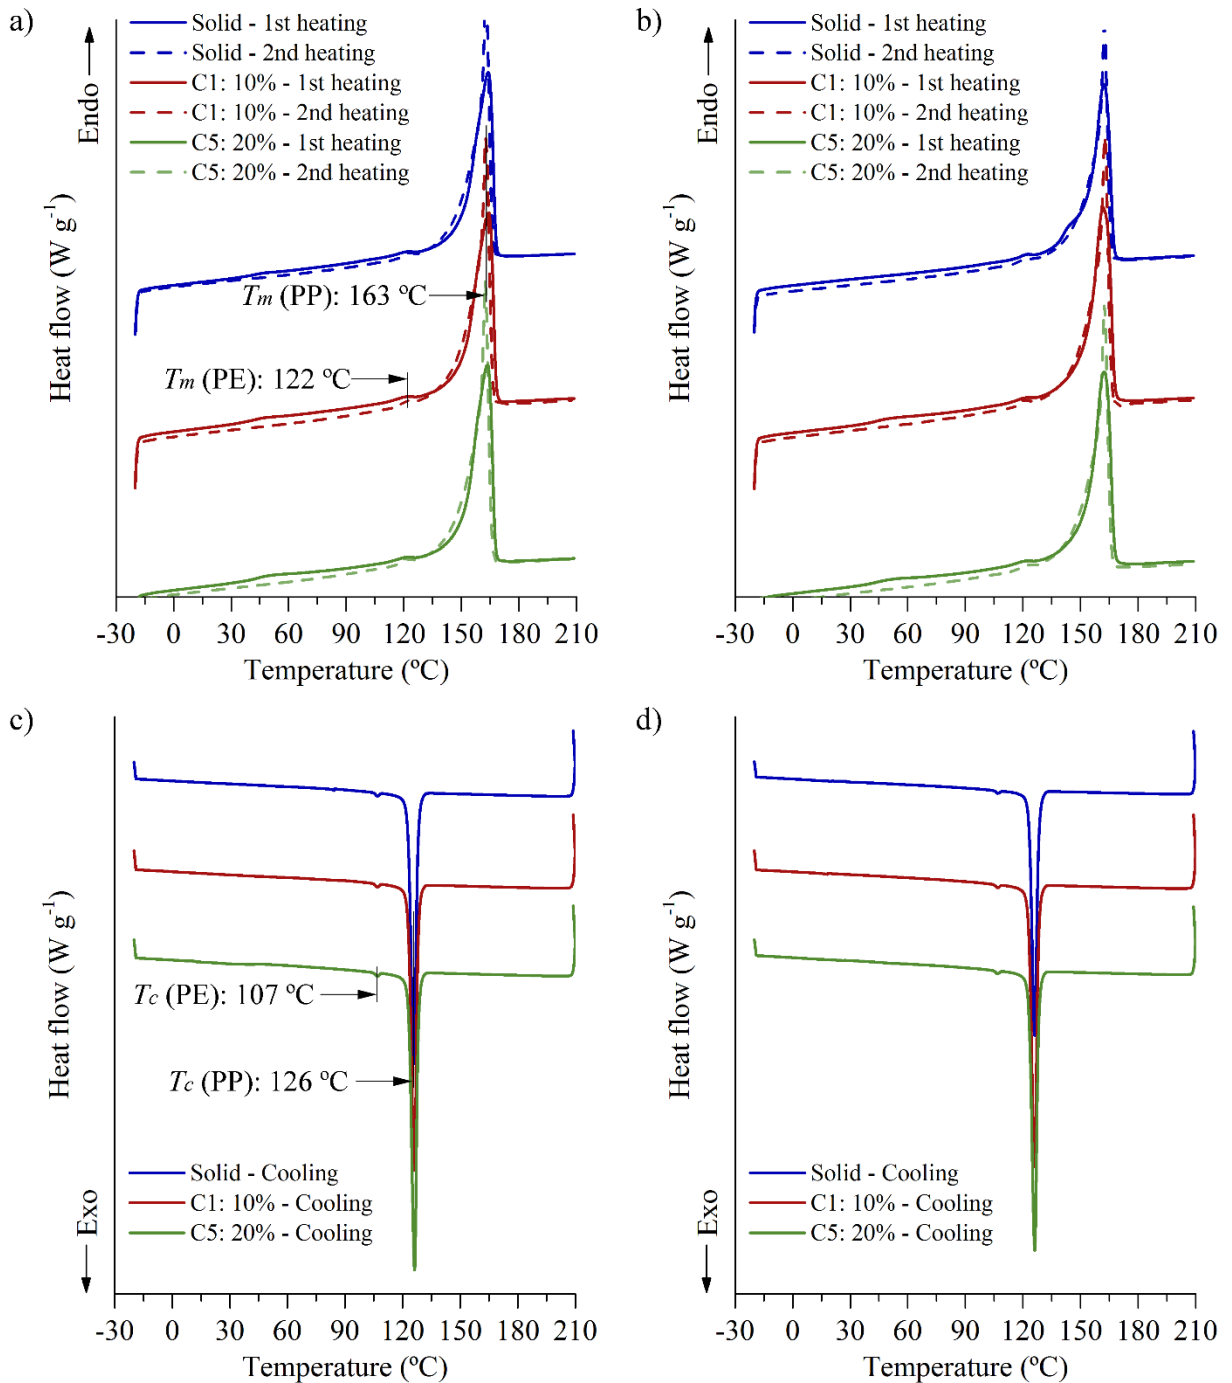 a)
Solid - 1st heating
Solid - 2nd heating
C1: 10% - 1st heating
C1: 10% - 2nd heating
C5: 20% - 1st heating
C5: 20% - 2nd heating
Endo
Heat flow (W g⁻¹)
Tm (PP): 163 ºC
Tm (PE): 122 ºC
-30 0 30 60 90 120 150 180 210
Temperature (ºC)
b)
Solid - 1st heating
Solid - 2nd heating
C1: 10% - 1st heating
C1: 10% - 2nd heating
C5: 20% - 1st heating
C5: 20% - 2nd heating
Endo
Heat flow (W g⁻¹)
-30 0 30 60 90 120 150 180 210
Temperature (ºC)
c)
Heat flow (W g⁻¹)
Tc (PE): 107 ºC
Tc (PP): 126 ºC
Solid - Cooling
C1: 10% - Cooling
C5: 20% - Cooling
Exo
-30 0 30 60 90 120 150 180 210
Temperature (ºC)
d)
Heat flow (W g⁻¹)
Solid - Cooling
C1: 10% - Cooling
C5: 20% - Cooling
Exo
-30 0 30 60 90 120 150 180 210
Temperature (ºC)